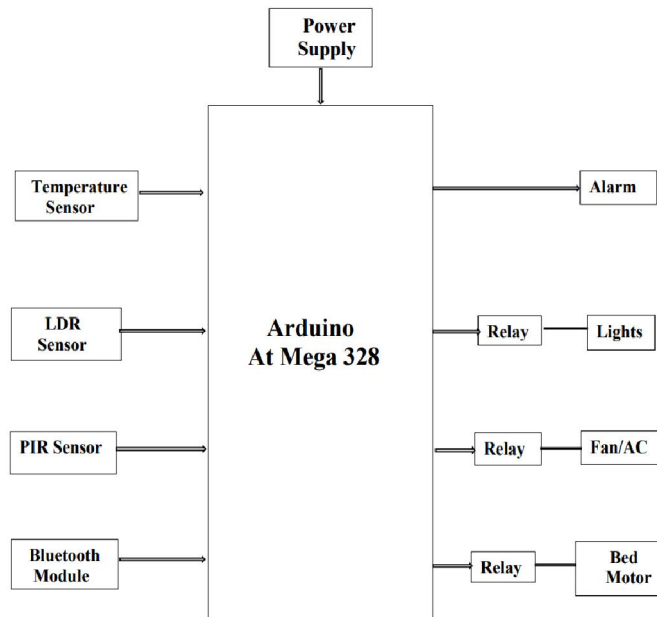 Power
Supply
Temperature
Sensor
Alarm
LDR
Sensor
Arduino
At Mega 328
Relay
Lights
PIR Sensor
Relay
Fan/AC
Bluetooth
Module
Relay
Bed
Motor